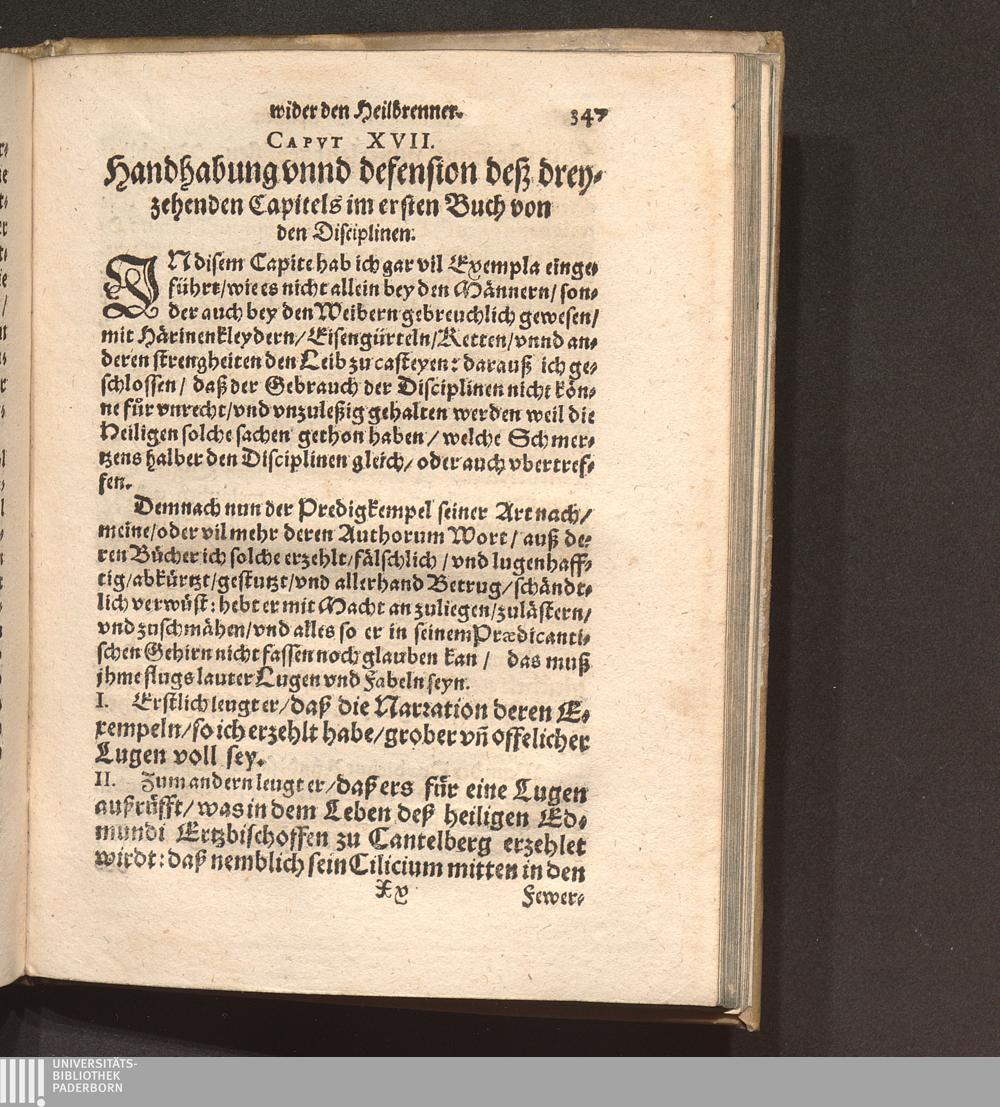 wider den Heilbrenner. 347
CAPVT XVII.
Handhabung vnnd defension deß drey-
zehenden Capitels im ersten Buch von
den Disciplinen.
IN disem Capite hab ich gar vil Exempla einge-
führt/wie es nicht allein bey den Männern/ son-
der auch bey den Weibern gebreuchlich gewesen/
mit Härinenkleydern/Eisengürteln/Ketten/vnnd an-
deren strengheiten den Leib zu casteyen: darauß ich ge-
schlossen/ daß der Gebrauch der Disciplinen nicht kön-
ne für vnrecht/vnd vnzuleßig gehalten werden weil die
Heiligen solche sachen gethon haben/welche Schmer-
tzens halber den Disciplinen gleich/oder auch vbertref-
fen.
Demnach nun der Predigkempel seiner Art nach/
meine/oder vil mehr deren Authorum Wort/auß de-
ren Bücher ich solche erzehlt/fälschlich/vnd lugenhaff-
tig/abkürtzt/gestutzt/vnd allerhand Betrug/schändt-
lich verwüst: hebt er mit Macht an zuliegen/zulästern/
vnd zuschmähen/vnd alles so er in seinem Prædicanti-
schen Gehirn nicht fassen noch glauben kan/ das muß
jhme flugs lauter Lugen vnd Fabeln seyn.
I. Erstlich leugt er/daß die Narration deren E-
xempeln/so ich erzehlt habe/grober vñ offelicher
Lugen voll sey.
II. Zum andern leugt er/daß ers für eine Lugen
außrüfft/was in dem Leben deß heiligen Ed-
mundi Ertzbischoffen zu Cantelberg erzehlet
wirdt: daß nemblich sein Cilicium mitten in den
Xy Fewer-
UNIVERSITÄTS-
BIBLIOTHEK
PADERBORN